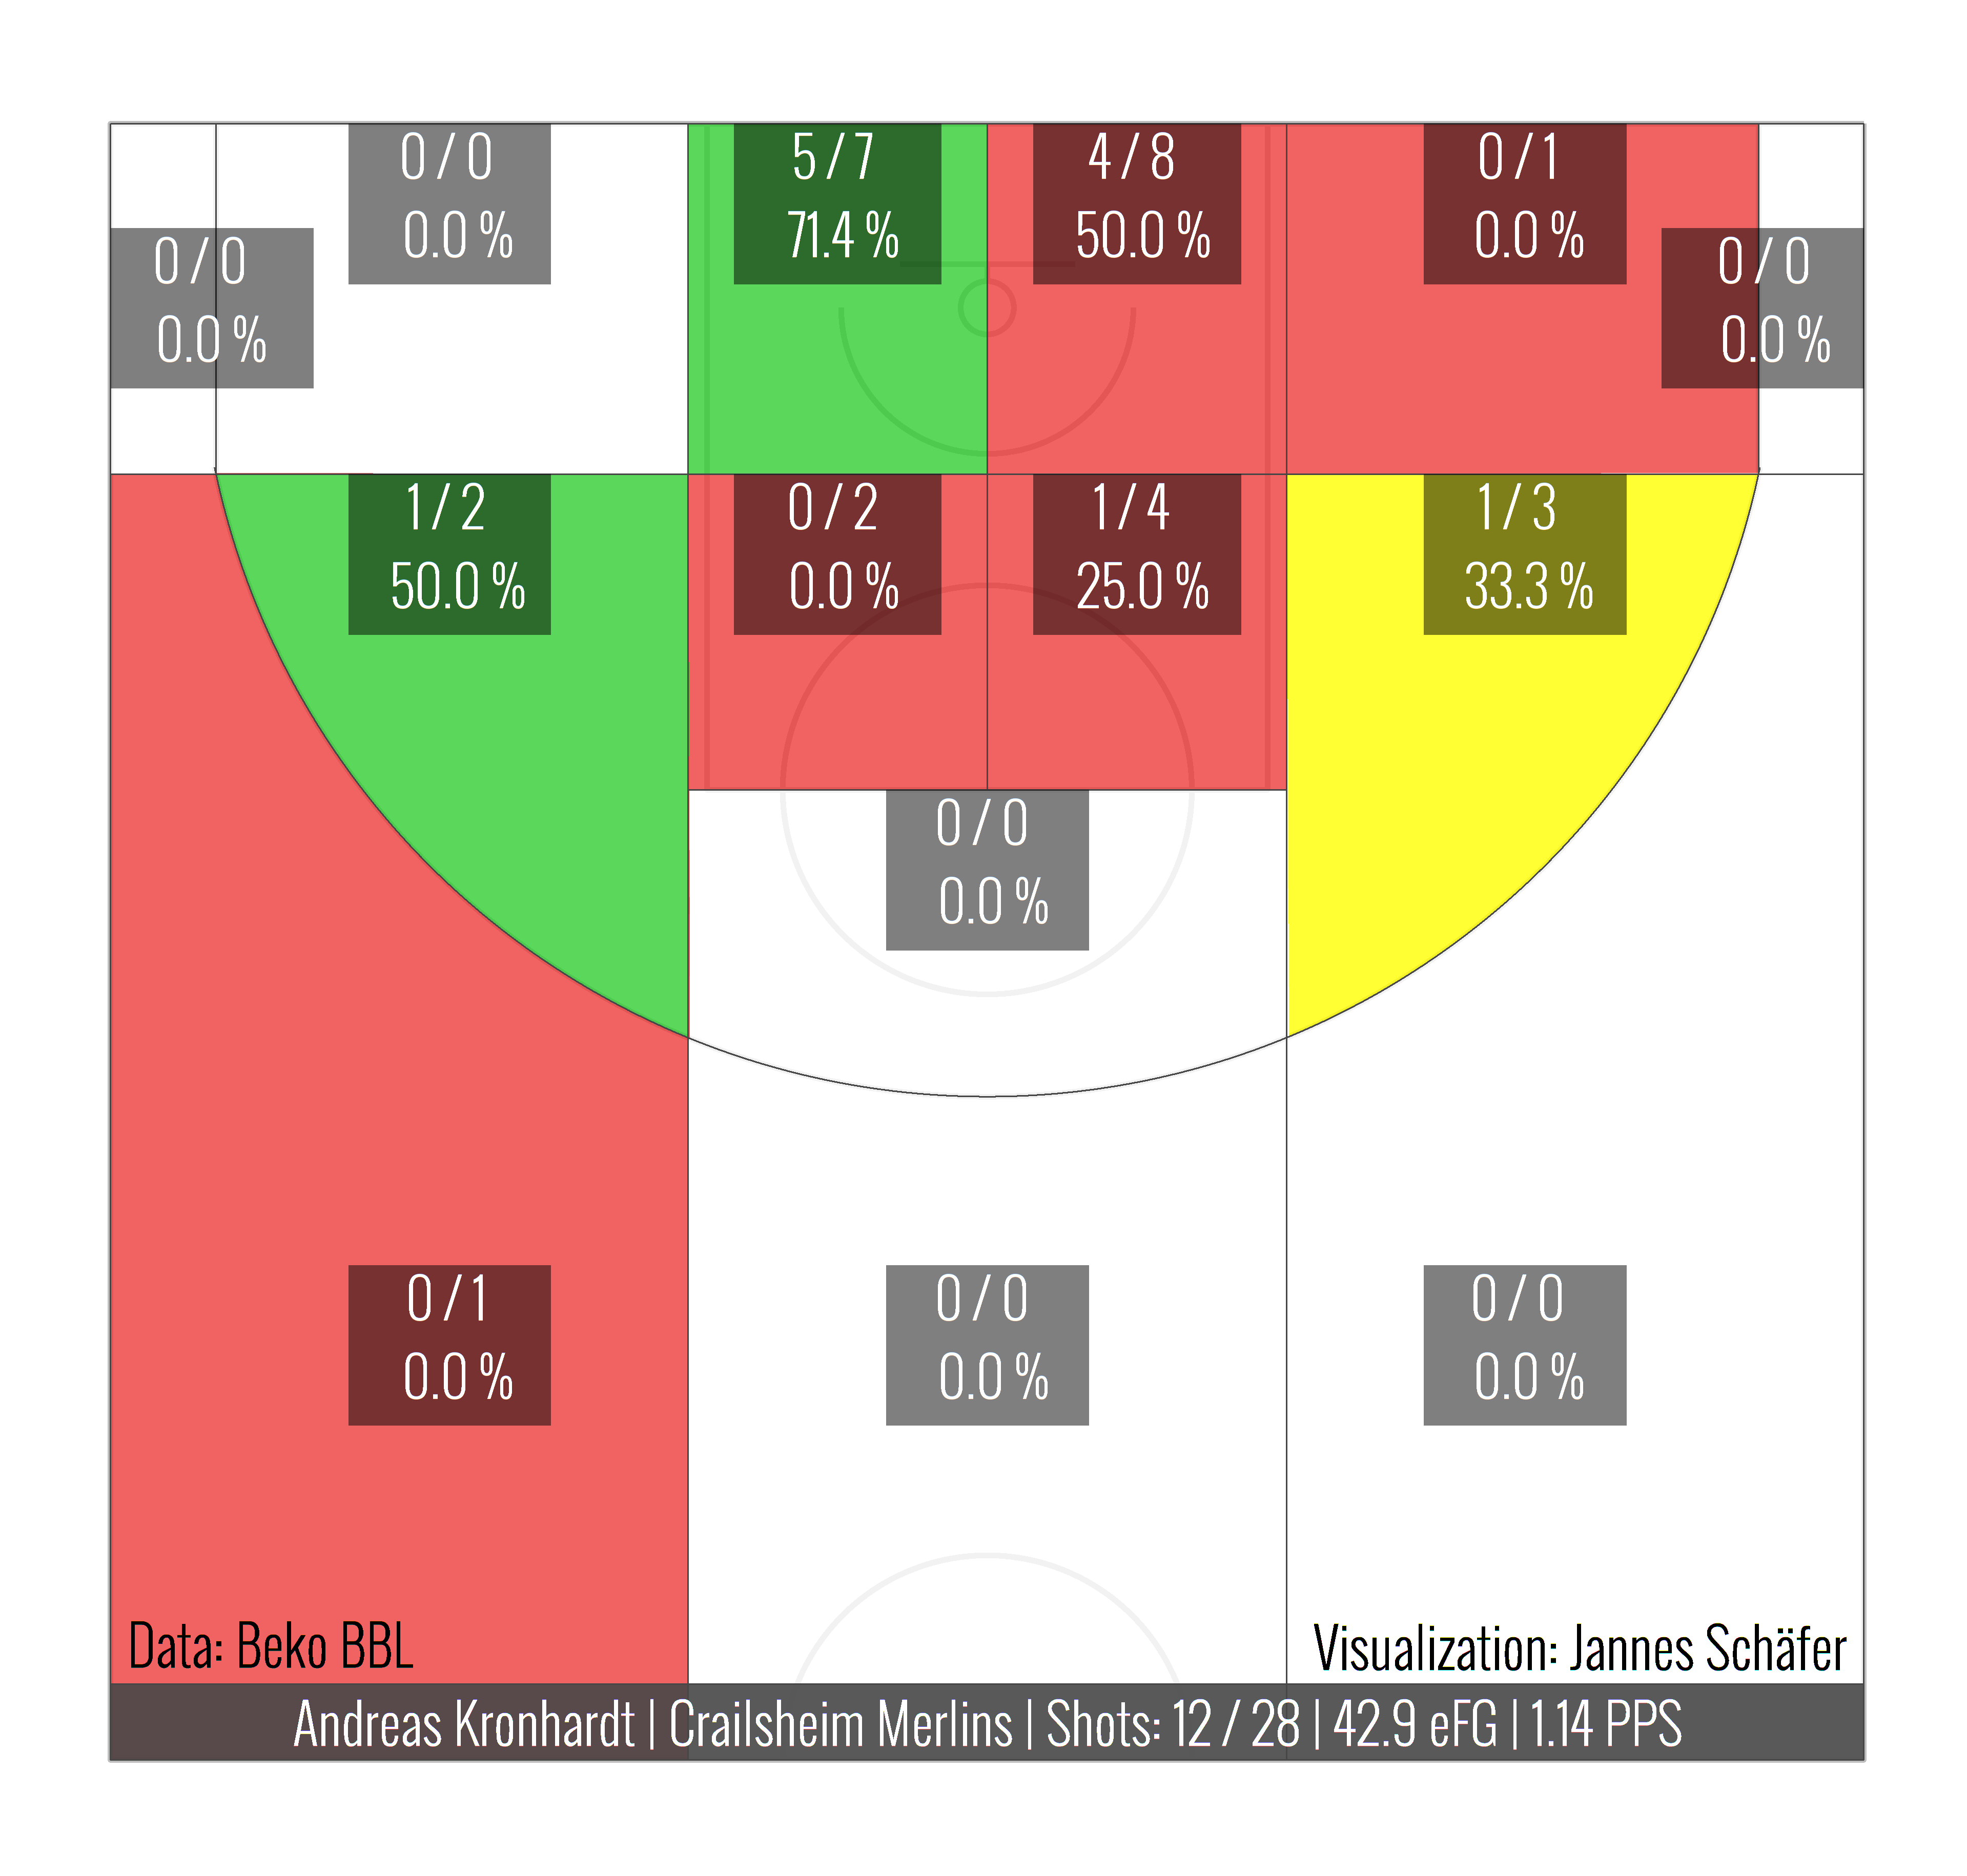 0 / 0
0.0 %
5 / 7
71.4 %
4 / 8
50.0 %
0 / 1
0.0 %
0 / 0
0.0 %
0 / 0
0.0 %
1 / 2
50.0 %
0 / 2
0.0 %
1 / 4
25.0 %
1 / 3
33.3 %
0 / 0
0.0 %
0 / 1
0.0 %
0 / 0
0.0 %
0 / 0
0.0 %
Data: Beko BBL
Visualization: Jannes Schäfer
Andreas Kronhardt | Crailsheim Merlins | Shots: 12 / 28 | 42.9 eFG | 1.14 PPS